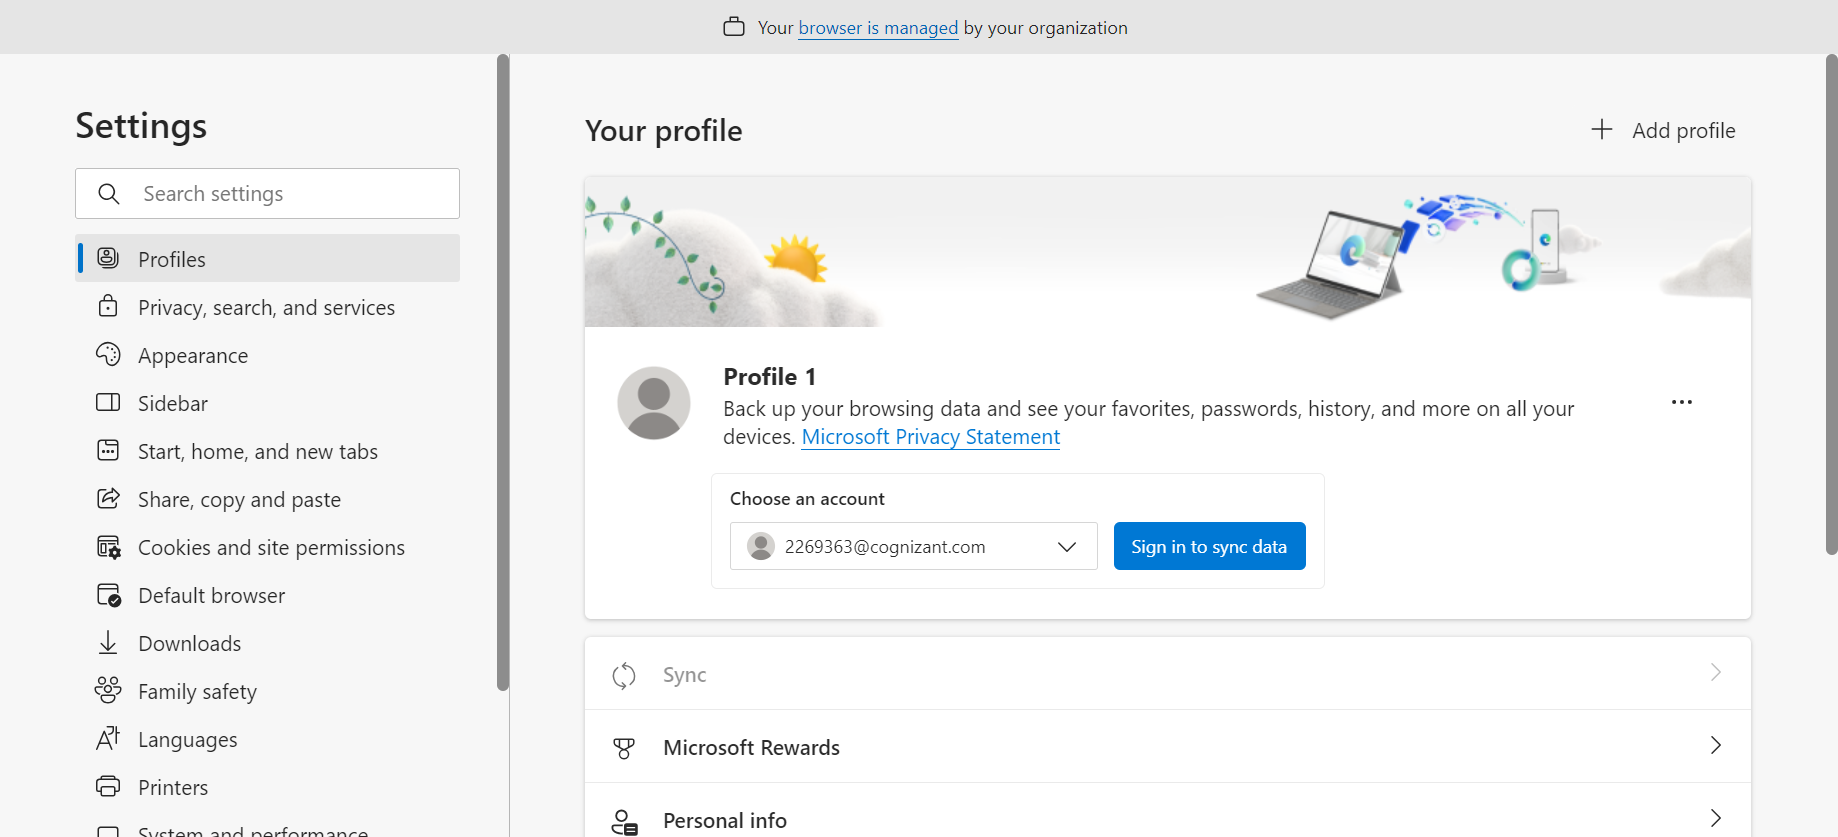 Your browser is managed by your organization
Settings
Search settings
Profiles
Privacy, search, and services
Appearance
Sidebar
Start, home, and new tabs
Share, copy and paste
Cookies and site permissions
Default browser
Downloads
Family safety
Languages
Printers
System and performance
Your profile
Add profile
Profile 1
Back up your browsing data and see your favorites, passwords, history, and more on all your
devices. Microsoft Privacy Statement
Choose an account
2269363@cognizant.com
Sign in to sync data
Sync
Microsoft Rewards
Personal info